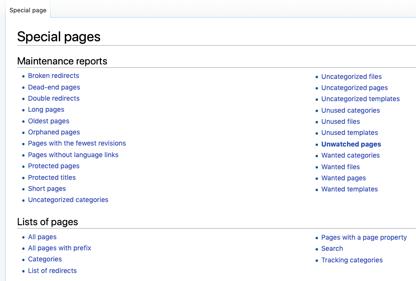 Special page
Special pages
Maintenance reports
Broken redirects
Dead-end pages
Double redirects
Long pages
Oldest pages
Orphaned pages
Pages with the fewest revisions
Pages without language links
Protected pages
Protected titles
Short pages
Uncategorized categories
Uncategorized files
Uncategorized pages
Uncategorized templates
Unused categories
Unused files
Unused templates
Unwatched pages
Wanted categories
Wanted files
Wanted pages
Wanted templates
Lists of pages
All pages
All pages with prefix
Categories
List of redirects
Pages with a page property
Search
Tracking categories